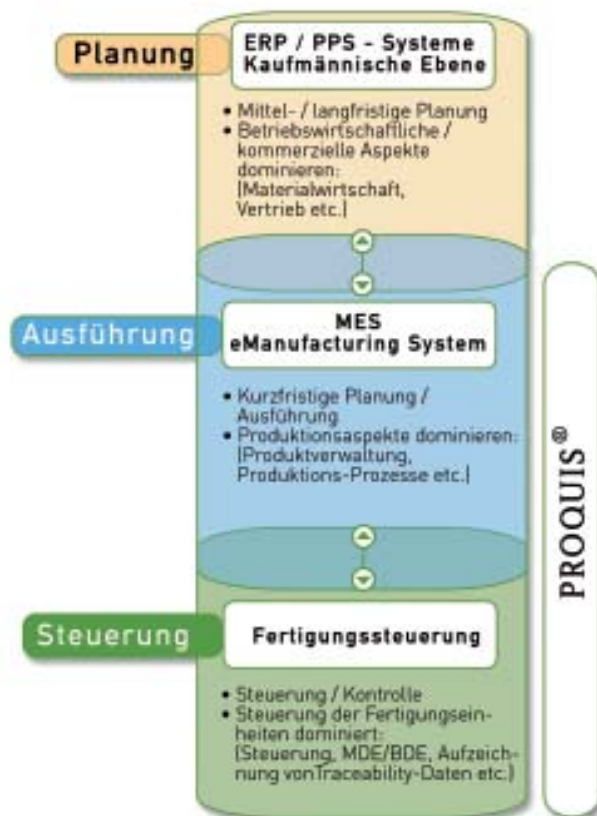 Planung
ERP / PPS - Systeme
Kaufmännische Ebene
• Mittel- / langfristige Planung
• Betriebswirtschaftliche /
kommerzielle Aspekte
dominieren:
(Materialwirtschaft,
Vertrieb etc.)
Ausführung
MES
eManufacturing System
• Kurzfristige Planung /
Ausführung
• Produktionsaspekte dominieren:
(Produktverwaltung,
Produktions-Prozesse etc.)
Steuerung
Fertigungssteuerung
• Steuerung / Kontrolle
• Steuerung der Fertigungsein-
heiten dominiert:
(Steuerung, MDE/BDE, Aufzeich-
nung vonTraceability-Daten etc.)
PROQUIS®